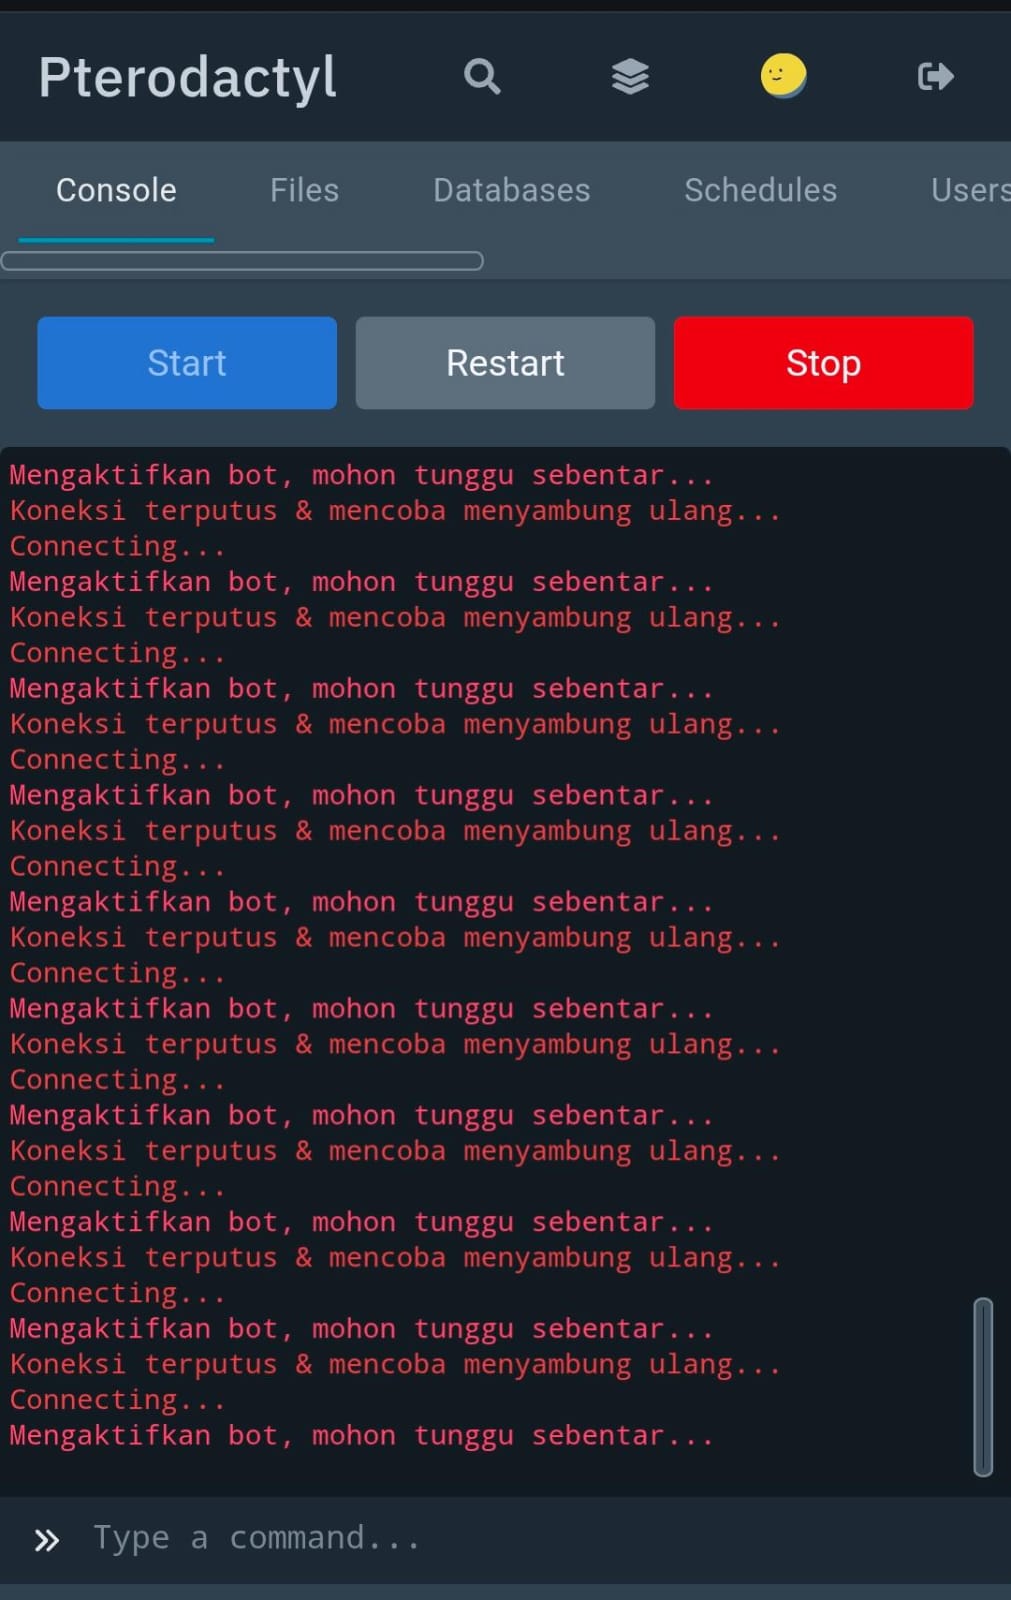 Pterodactyl
Console Files Databases Schedules Users
Start Restart Stop
Mengaktifkan bot, mohon tunggu sebentar...
Koneksi terputus & mencoba menyambung ulang...
Connecting...
Mengaktifkan bot, mohon tunggu sebentar...
Koneksi terputus & mencoba menyambung ulang...
Connecting...
Mengaktifkan bot, mohon tunggu sebentar...
Koneksi terputus & mencoba menyambung ulang...
Connecting...
Mengaktifkan bot, mohon tunggu sebentar...
Koneksi terputus & mencoba menyambung ulang...
Connecting...
Mengaktifkan bot, mohon tunggu sebentar...
Koneksi terputus & mencoba menyambung ulang...
Connecting...
Mengaktifkan bot, mohon tunggu sebentar...
Koneksi terputus & mencoba menyambung ulang...
Connecting...
Mengaktifkan bot, mohon tunggu sebentar...
Koneksi terputus & mencoba menyambung ulang...
Connecting...
Mengaktifkan bot, mohon tunggu sebentar...
Koneksi terputus & mencoba menyambung ulang...
Connecting...
Mengaktifkan bot, mohon tunggu sebentar...
Koneksi terputus & mencoba menyambung ulang...
Connecting...
Mengaktifkan bot, mohon tunggu sebentar...
» Type a command...